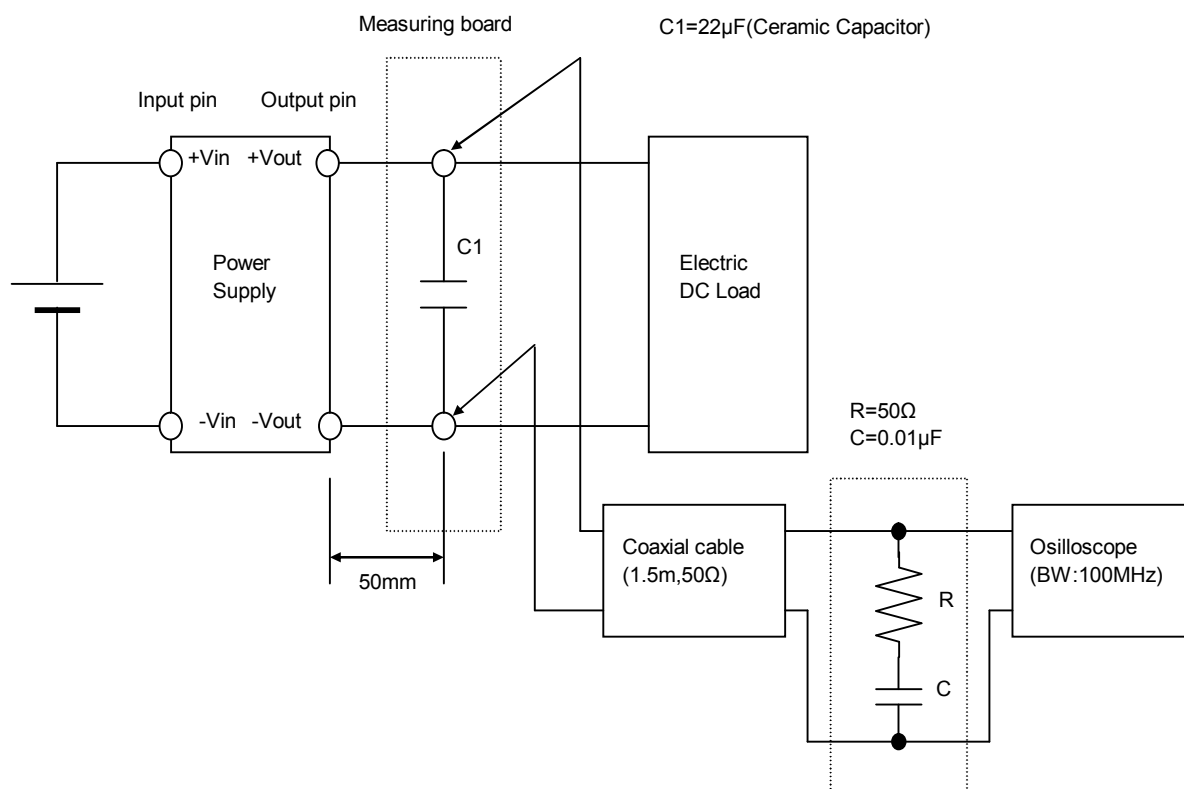 Measuring board
C1=22µF(Ceramic Capacitor)
Input pin
Output pin
+Vin
+Vout
C1
Power
Supply
Electric
DC Load
-Vin
-Vout
R=50Ω
C=0.01µF
50mm
Coaxial cable
(1.5m,50Ω)
R
C
Osilloscope
(BW:100MHz)